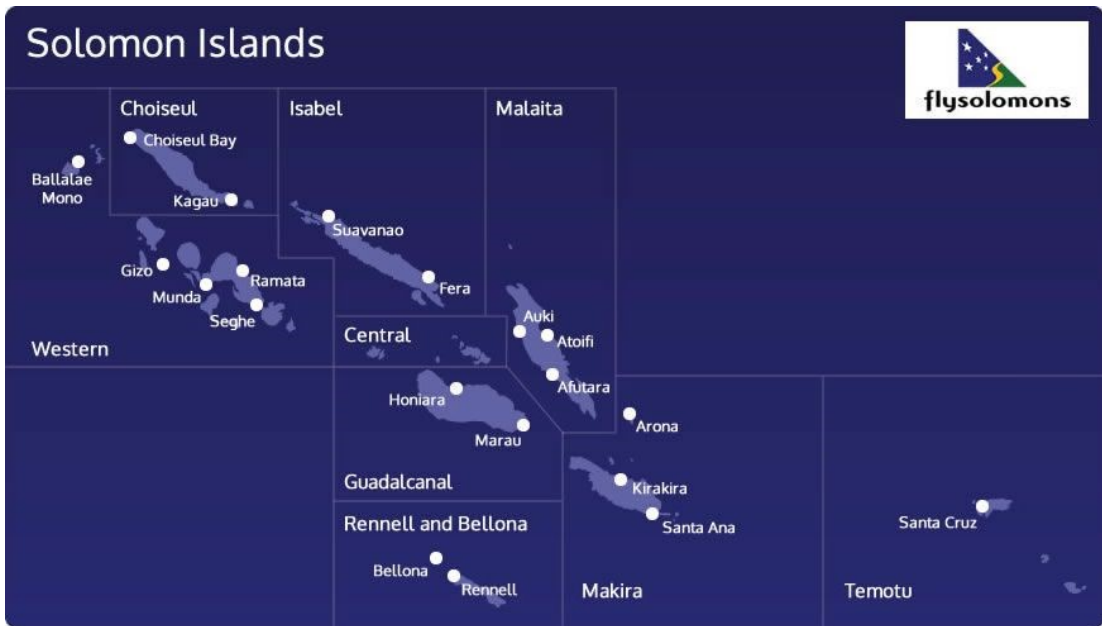 Solomon Islands
flysolomons
Choiseul
Isabel
Malaita
Choiseul Bay
Ballalae
Mono
Kagau
Suavanao
Gizo
Ramata
Munda
Fera
Seghe
Auki
Central
Atoifi
Western
Afutara
Honiara
Arona
Marau
Guadalcanal
Kirakira
Rennell and Bellona
Santa Cruz
Santa Ana
Bellona
Rennell
Makira
Temotu